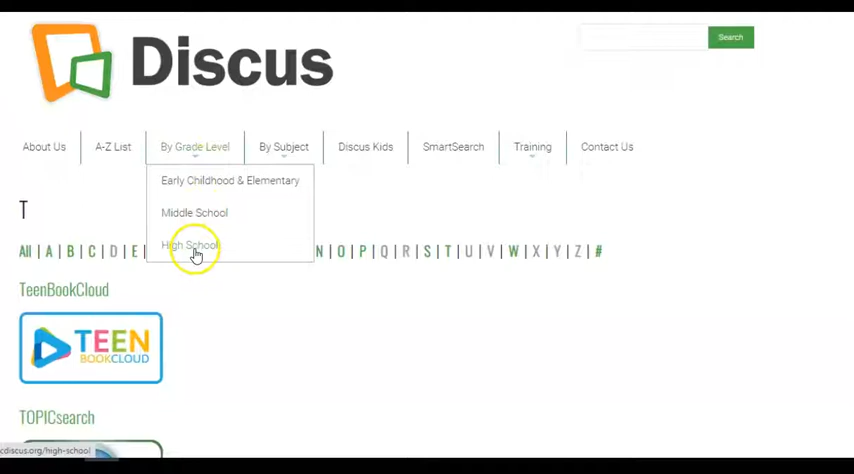 Discus
Search
About Us
A-Z List
By Grade Level
By Subject
Discus Kids
SmartSearch
Training
Contact Us
Early Childhood & Elementary
Middle School
High School
T
All | A | B | C | D | E | N | O | P | Q | R | S | T | U | V | W | X | Y | Z | #
TeenBookCloud
TEEN
BOOKCLOUD
TOPICsearch
cdiscus.org/high-school